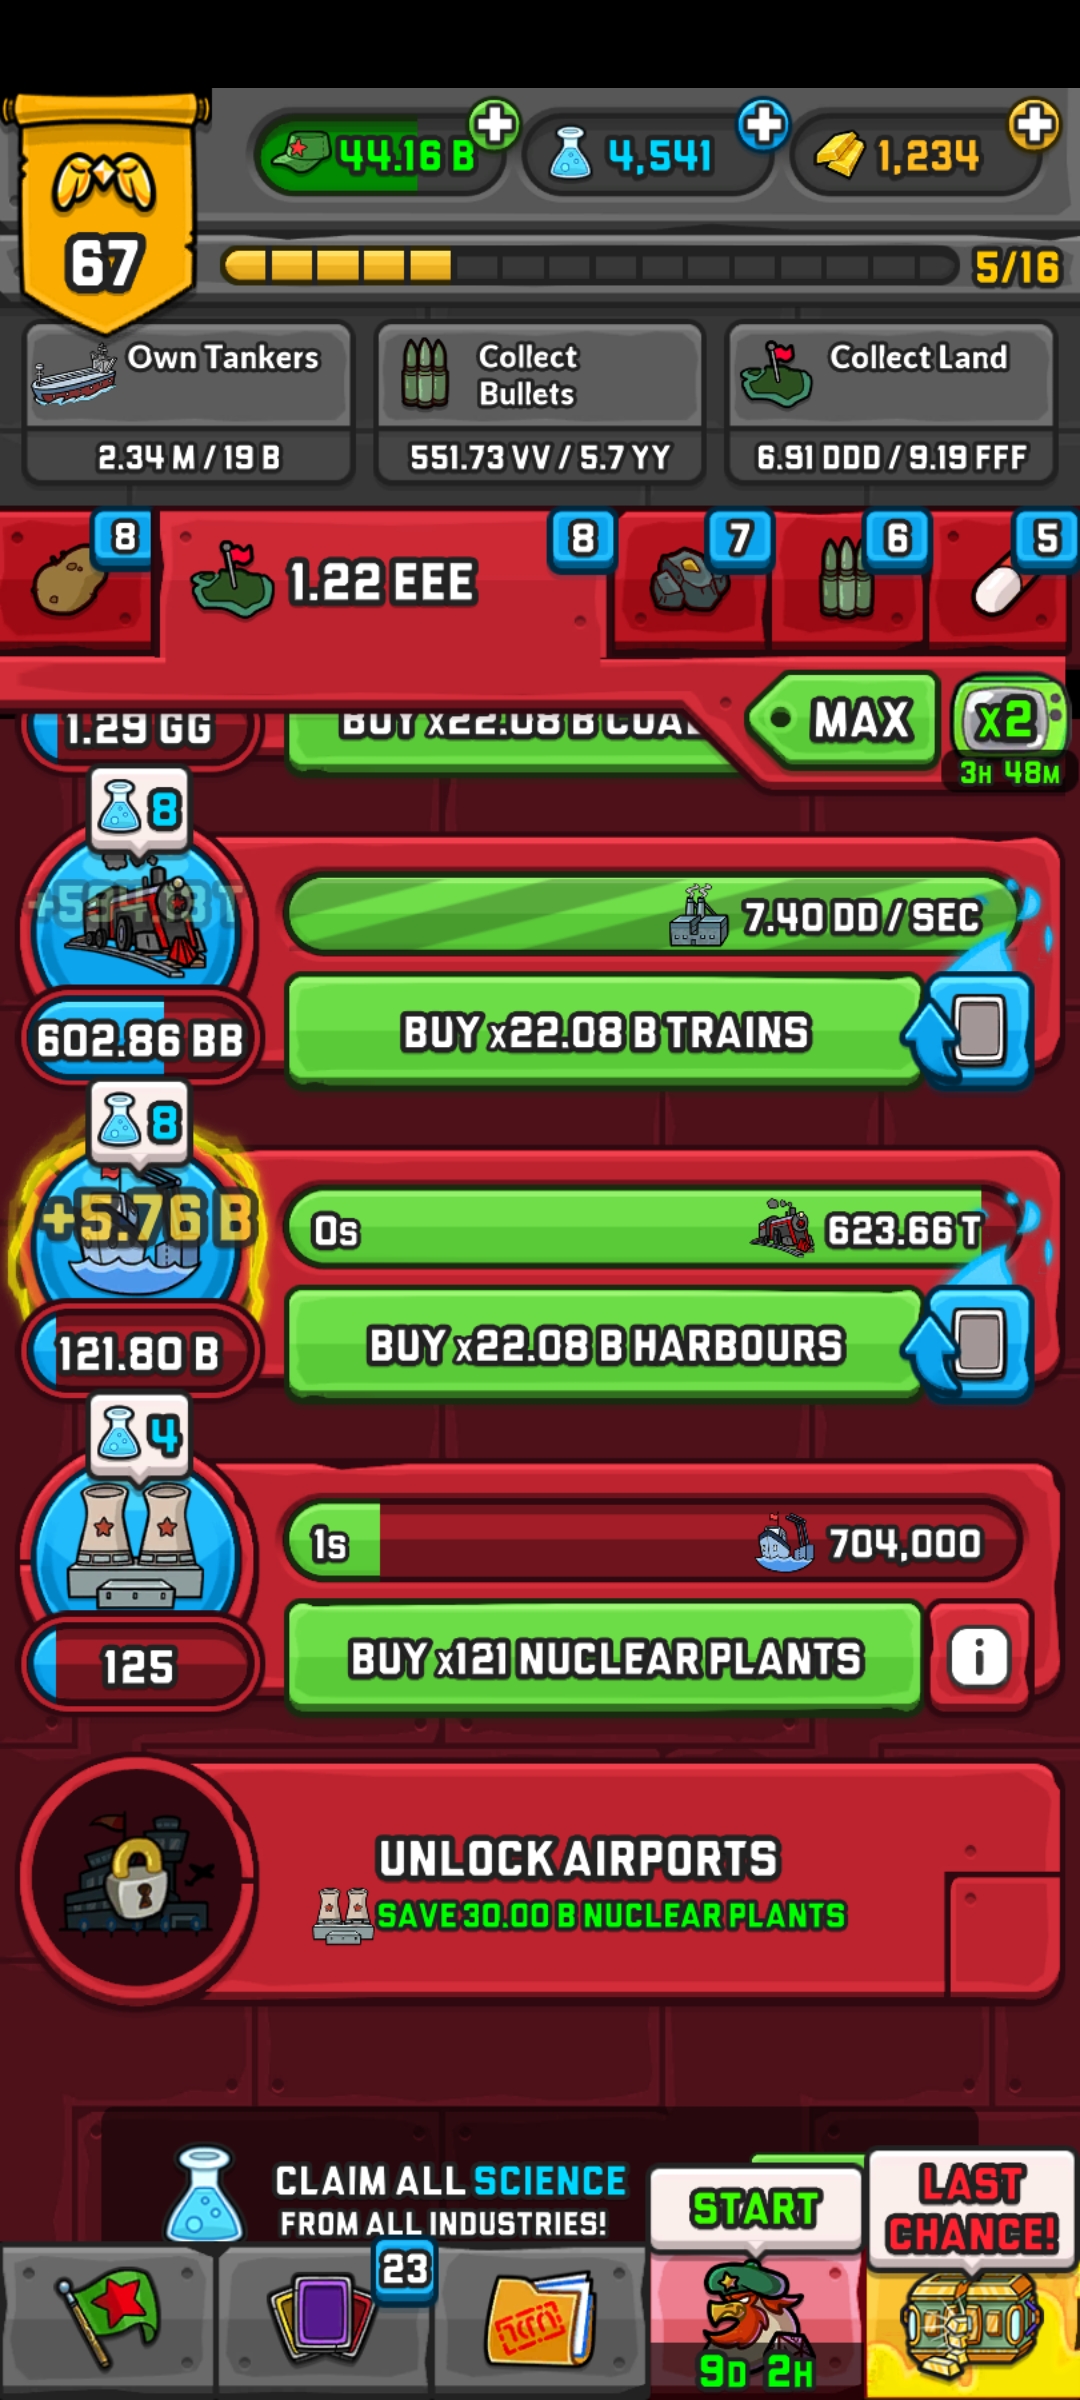 44.16 B
4,541
1,234
67
5/16
Own Tankers
2.34 M / 19 B
Collect
Bullets
551.73 VV / 5.7 YY
Collect Land
6.91 DDD / 9.19 FFF
8
1.22 EEE
8
7
6
5
1.29 GG
BUY x22.08 B COAL
MAX
x2
3H 48M
8
7.40 DD / SEC
602.86 BB
BUY x22.08 B TRAINS
8
+5.76 B
0s
623.66 T
121.80 B
BUY x22.08 B HARBOURS
4
1s
704,000
125
BUY x121 NUCLEAR PLANTS
i
UNLOCK AIRPORTS
SAVE 30.00 B NUCLEAR PLANTS
CLAIM ALL SCIENCE
FROM ALL INDUSTRIES!
START
LAST
CHANCE!
23
9D 2H